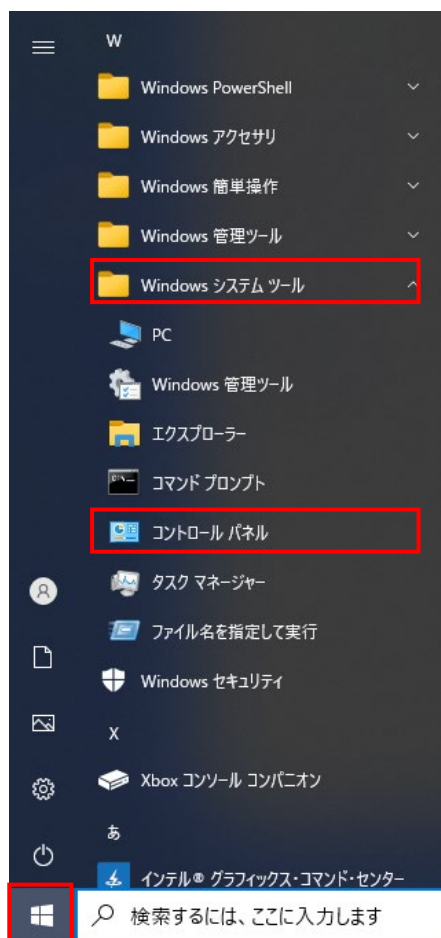 W
Windows PowerShell
Windows アクセサリ
Windows 簡単操作
Windows 管理ツール
Windows システム ツール
PC
Windows 管理ツール
エクスプローラー
コマンド プロンプト
コントロール パネル
タスク マネージャー
ファイル名を指定して実行
Windows セキュリティ
X
Xbox コンソール コンパニオン
あ
インテル® グラフィックス・コマンド・センター
検索するには、ここに入力します